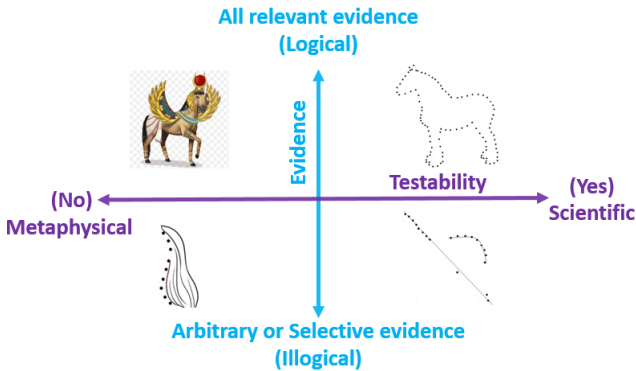 All relevant evidence
(Logical)
Evidence
Testability
(No)
Metaphysical
(Yes)
Scientific
Arbitrary or Selective evidence
(Illogical)